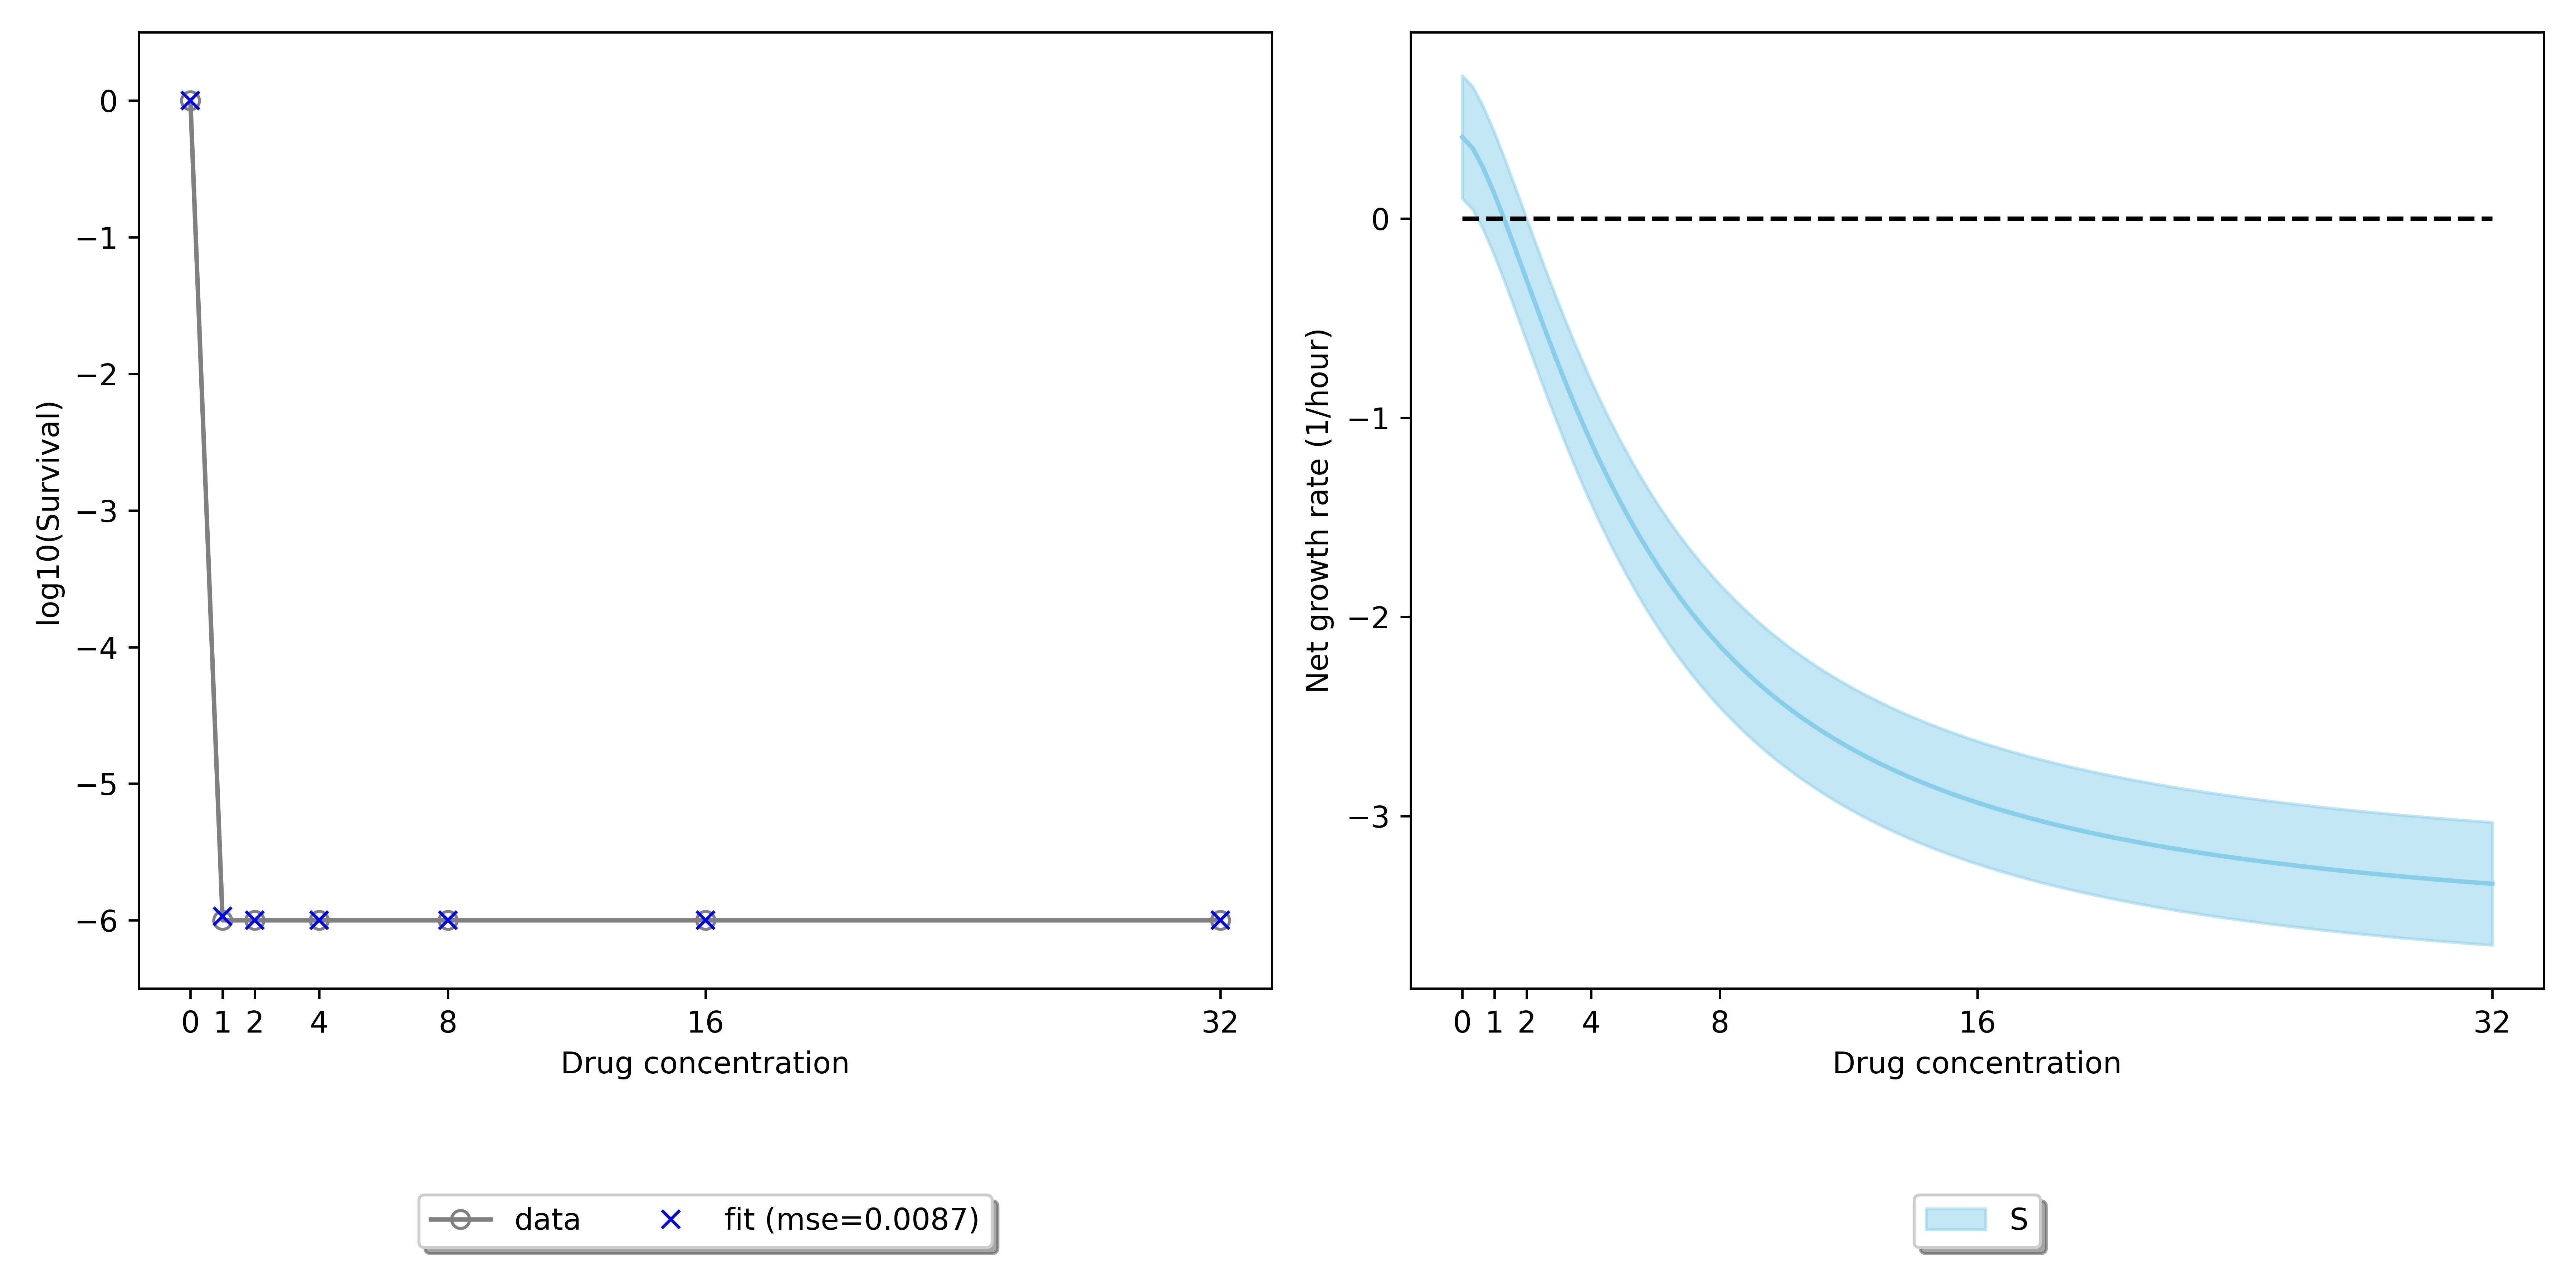 log10(Survival)
0
−1
−2
−3
−4
−5
−6
0 1 2 4 8 16 32
Drug concentration
data fit (mse=0.0087)
Net growth rate (1/hour)
0
−1
−2
−3
0 1 2 4 8 16 32
Drug concentration
S